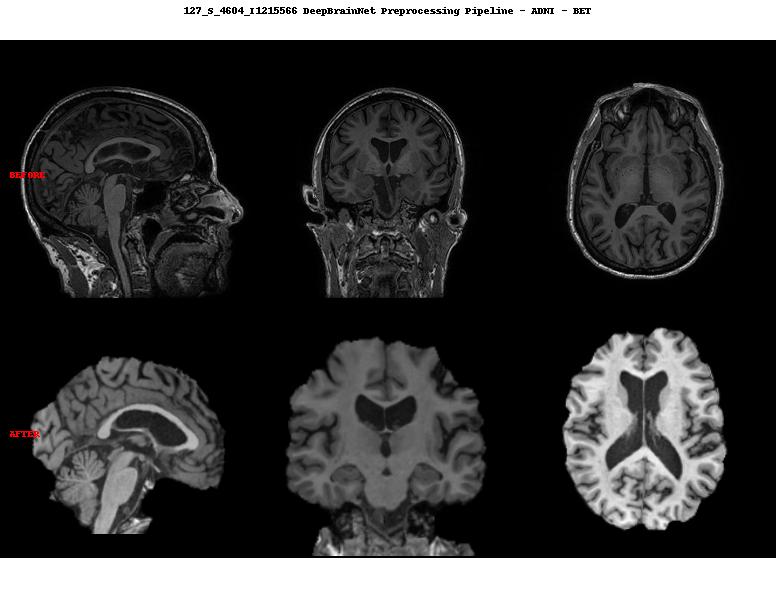 127_S_4604_I1215566 DeepBrainNet Preprocessing Pipeline - ADNI - BET
BEFORE
AFTER